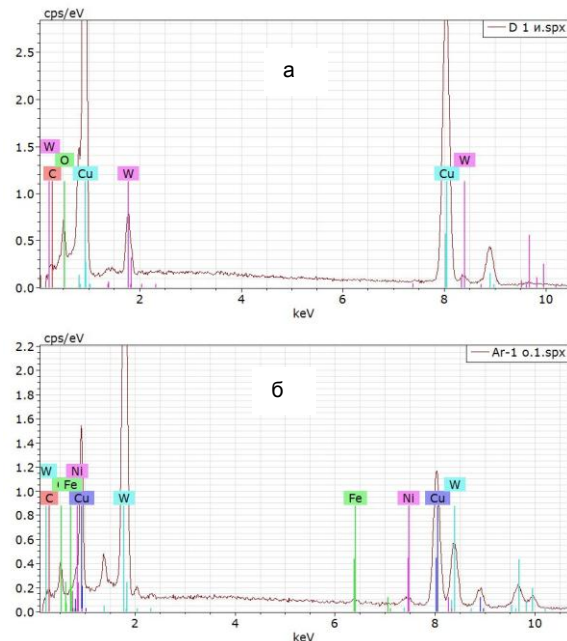 cps/eV
D 1 и.spx
а
2.5
2.0
1.5
1.0
0.5
0.0
W
O
C
Cu
W
Cu
W
2
4
6
8
10
keV
cps/eV
Ar-1 o.1.spx
б
2.2
2.0
1.8
1.6
1.4
1.2
1.0
0.8
0.6
0.4
0.2
0.0
W
Ni
Fe
C
Cu
W
Fe
Ni
Cu
W
2
4
6
8
10
keV